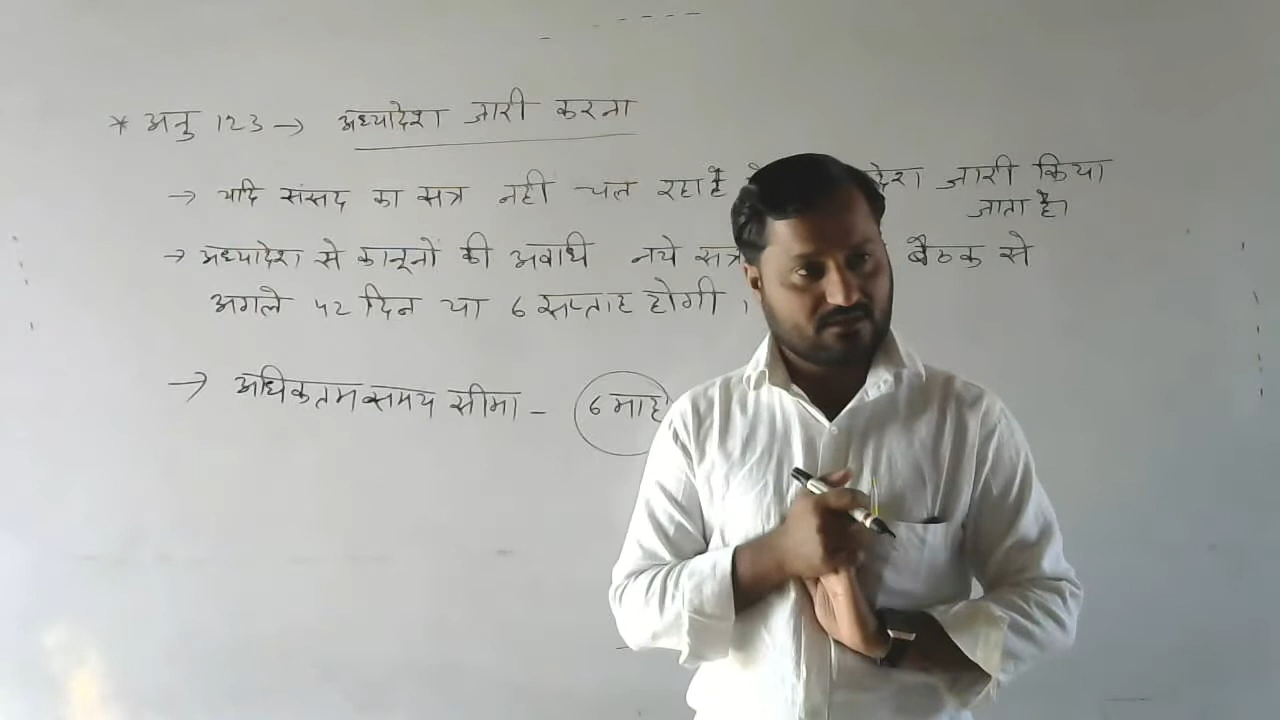 * अनु 123 → अध्यादेश जारी करना
→ यदि संसद का सत्र नही चल रहा है जारी किया
जाता है।
→ अध्यादेश से कानूनों की अवधि नये सत्र बैठक से
अगले 42 दिन या 6 सप्ताह होगी ।
→ अधिकतम समय सीमा - 6 माह